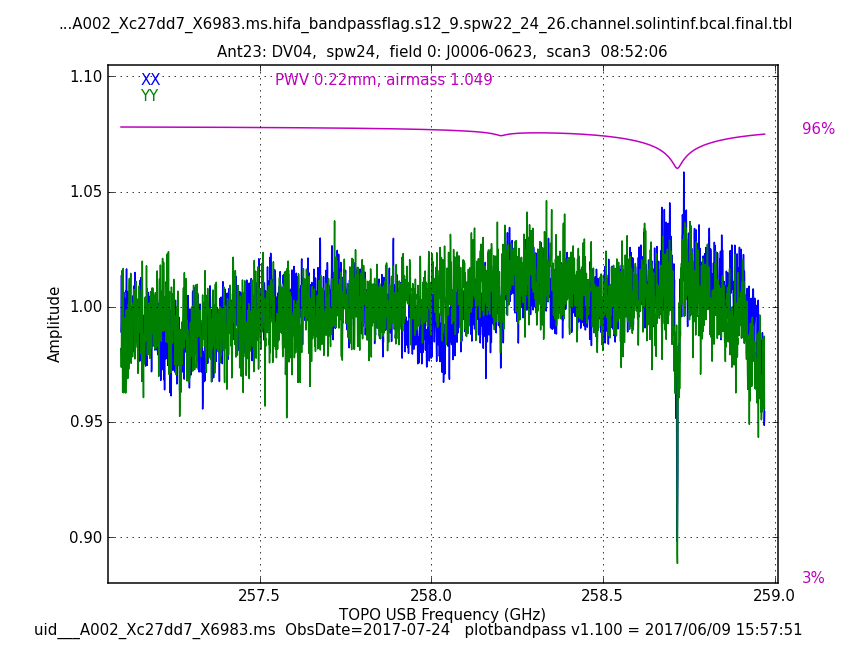 ...A002_Xc27dd7_X6983.ms.hifa_bandpassflag.s12_9.spw22_24_26.channel.solintinf.bcal.final.tbl
Ant23: DV04,  spw24,  field 0: J0006-0623,  scan3  08:52:06
XX
PWV 0.22mm, airmass 1.049
YY
96%
1.10
1.05
1.00
0.95
0.90
Amplitude
3%
257.5
258.0
258.5
259.0
TOPO USB Frequency (GHz)
uid___A002_Xc27dd7_X6983.ms  ObsDate=2017-07-24   plotbandpass v1.100 = 2017/06/09 15:57:51